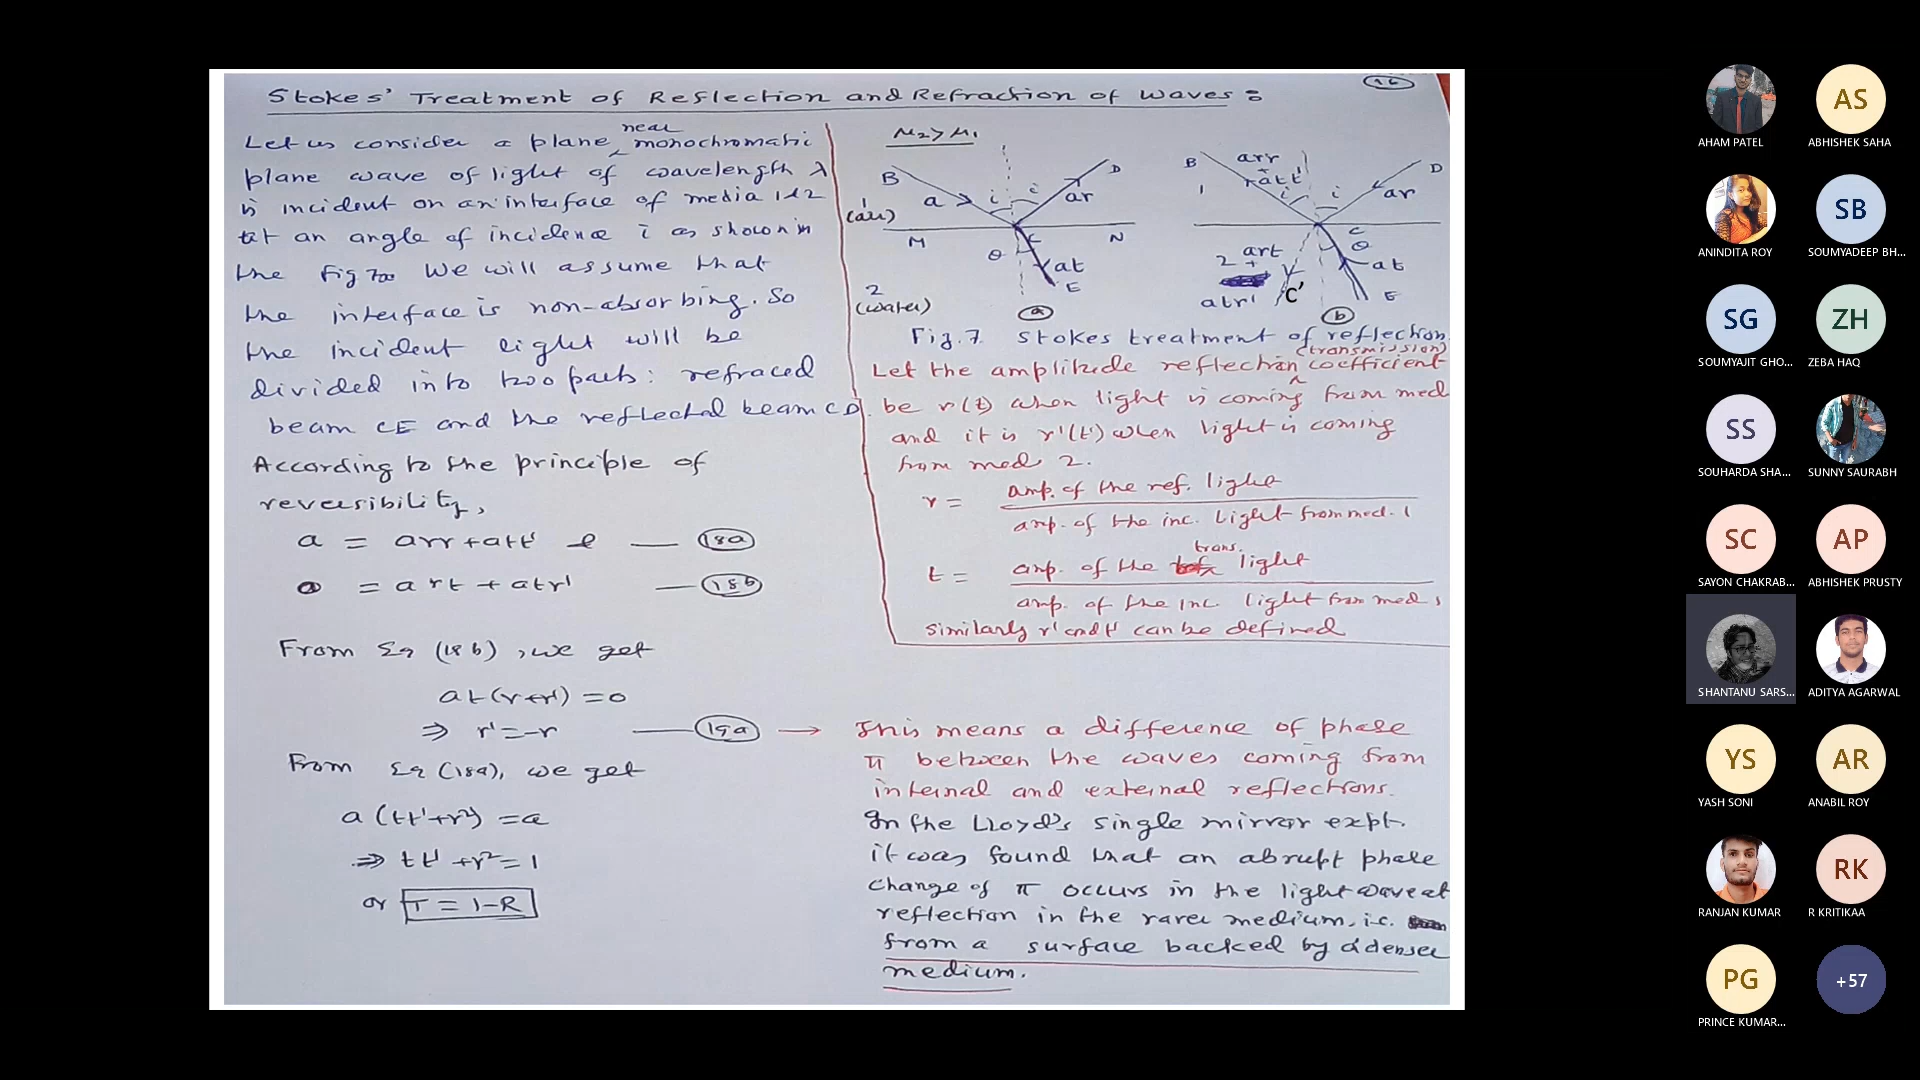 16
Stokes' Treatment of Reflection and Refraction of Waves:
near
Let us consider a plane monochromatic
plane wave of light of wavelength λ
is incident on an interface of media 1&2
at an angle of incidence i as shown in
the Fig 7a. We will assume that
the interface is non-absorbing. So
the incident light will be
divided into two parts: refraced
beam CE and the reflected beam CD.
According to the principle of
reversibility,
a = arr + att' — 18a
0 = art + atr' — 18b
From Eq (18b), we get
at(r+r') = 0
⇒ r' = -r — 19a →
From Eq (18a), we get
a(tt'+r²) = a
⇒ tt' + r² = 1
or T = 1-R
μ2 > μ1
B
a
i
i
D
ar
1
(air)
M
C
N
θ
at
E
2
(water)
a
B
arr
+
att'
1
i
i
D
ar
C
θ
art
2
+
atr'
C'
at
E
b
Fig. 7 Stokes treatment of reflection
(transmission)
Let the amplitude reflection coefficient
be r(t) when light is coming from med
and it is r'(t') when light is coming
from med 2.
r = amp. of the ref. light
amp. of the inc. light from med. 1
trans.
t = amp. of the light
amp. of the inc. light from med 1
similarly r' and t' can be defined
This means a difference of phase
π between the waves coming from
internal and external reflections.
In the Lloyd's single mirror expt.
it was found that an abrupt phase
change of π occurs in the light wave at
reflection in the rarer medium, i.e.
from a surface backed by a denser
medium.
AHAM PATEL
AS
ABHISHEK SAHA
ANINDITA ROY
SB
SOUMYADEEP BH...
SG
SOUMYAJIT GHO...
ZH
ZEBA HAQ
SS
SOUHARDA SHA...
SUNNY SAURABH
SC
SAYON CHAKRAB...
AP
ABHISHEK PRUSTY
SHANTANU SARS...
ADITYA AGARWAL
YS
YASH SONI
AR
ANABIL ROY
RANJAN KUMAR
RK
R KRITIKAA
PG
PRINCE KUMAR...
+57